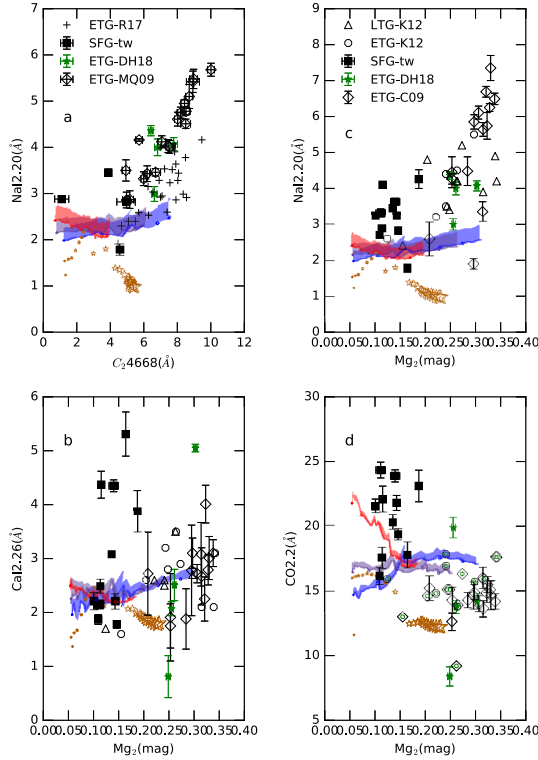 ETG-R17
SFG-tw
ETG-DH18
ETG-MQ09
a
NaI2.20(Å)
0 1 2 3 4 5 6 7
0 2 4 6 8 10 12 14
C₂4668(Å)
LTG-K12
ETG-K12
SFG-tw
ETG-DH18
ETG-C09
c
NaI2.20(Å)
0 1 2 3 4 5 6 7 8
0.00 0.05 0.10 0.15 0.20 0.25 0.30 0.35 0.40
Mg₂(mag)
b
CaI2.26(Å)
0 1 2 3 4 5 6
0.00 0.05 0.10 0.15 0.20 0.25 0.30 0.35 0.40
Mg₂(mag)
d
CO2.2(Å)
5 10 15 20 25 30
0.00 0.05 0.10 0.15 0.20 0.25 0.30 0.35 0.40
Mg₂(mag)